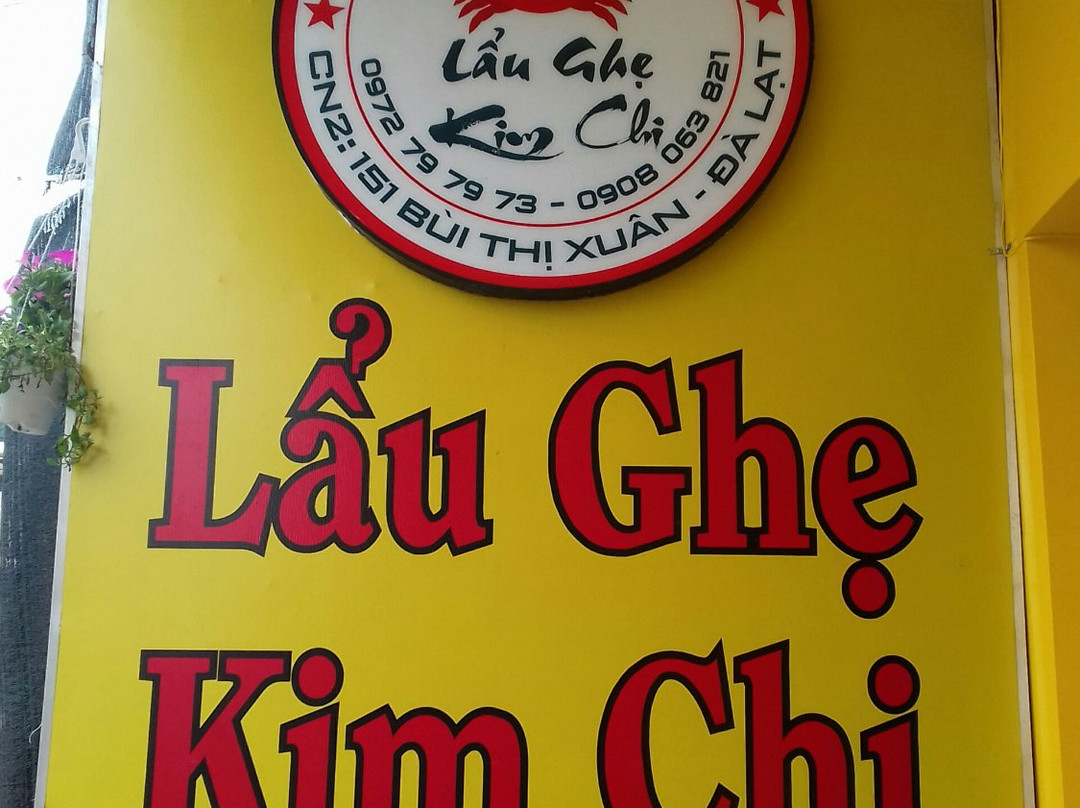 Lẩu Ghẹ
Kim Chi
0972 79 79 73 - 0908 063 821
CN2: 151 BÙI THỊ XUÂN - ĐÀ LẠT
Lẩu Ghẹ
Kim Chi